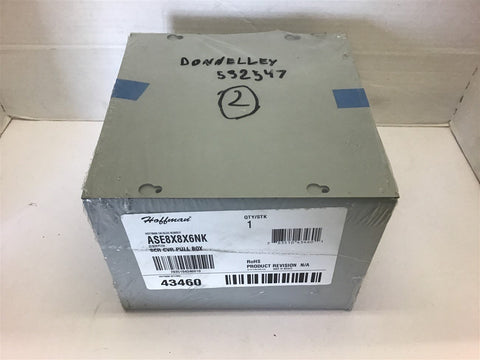 DONNELLEY
532347
2
Hoffman
QTY/STK
1
ASE8X8X6NK
SCR CVR PULL BOX
RoHS
PRODUCT REVISION N/A
43460